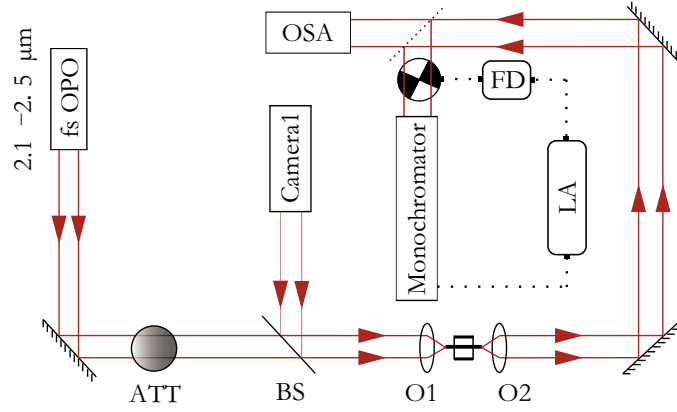 OSA
FD
2.1 −2. 5 μm
fs OPO
Camera1
Monochromator
LA
ATT
BS
O1
O2